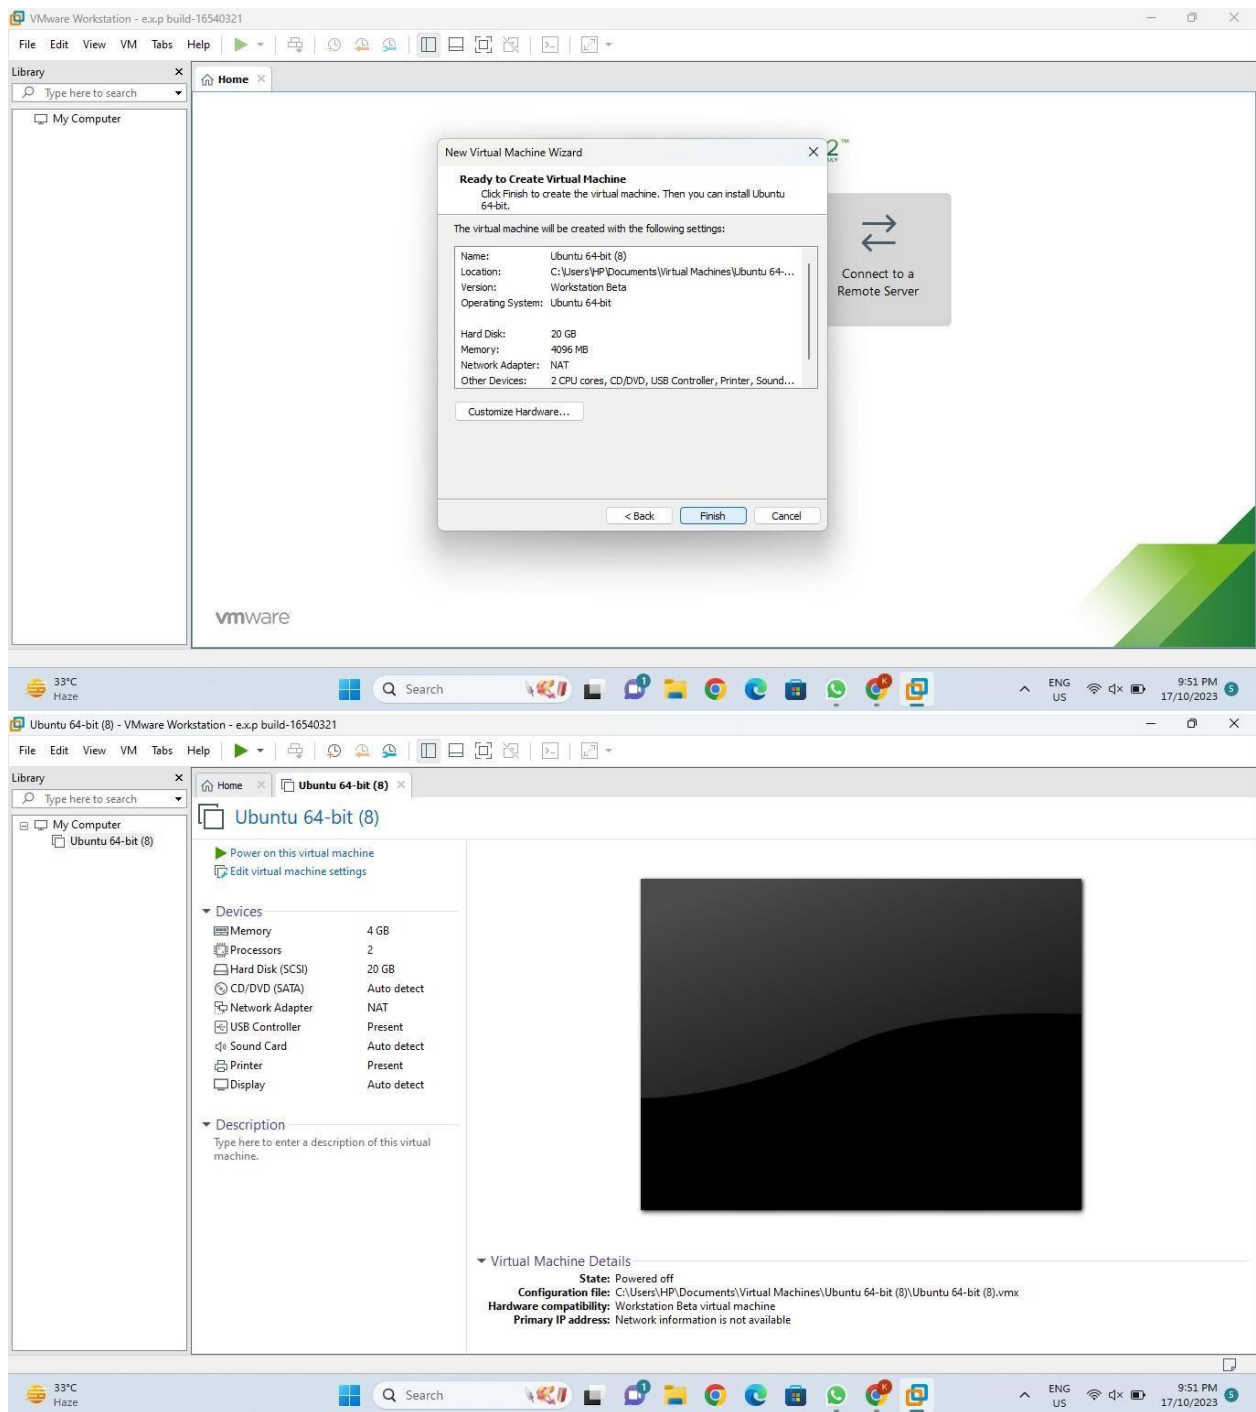 VMware Workstation - e.x.p build-16540321
File Edit View VM Tabs Help
Library
Type here to search
My Computer
Home
2™
New Virtual Machine Wizard
Ready to Create Virtual Machine
Click Finish to create the virtual machine. Then you can install Ubuntu
64-bit.
The virtual machine will be created with the following settings:
Name: Ubuntu 64-bit (8)
Location: C:\Users\HP\Documents\Virtual Machines\Ubuntu 64-...
Version: Workstation Beta
Operating System: Ubuntu 64-bit
Hard Disk: 20 GB
Memory: 4096 MB
Network Adapter: NAT
Other Devices: 2 CPU cores, CD/DVD, USB Controller, Printer, Sound...
Customize Hardware...
< Back Finish Cancel
Connect to a
Remote Server
vmware
33°C
Haze
Search
1
K
ENG
US
9:51 PM
17/10/2023
5
Ubuntu 64-bit (8) - VMware Workstation - e.x.p build-16540321
File Edit View VM Tabs Help
Library
Type here to search
My Computer
Ubuntu 64-bit (8)
Home Ubuntu 64-bit (8)
Ubuntu 64-bit (8)
Power on this virtual machine
Edit virtual machine settings
Devices
Memory 4 GB
Processors 2
Hard Disk (SCSI) 20 GB
CD/DVD (SATA) Auto detect
Network Adapter NAT
USB Controller Present
Sound Card Auto detect
Printer Present
Display Auto detect
Description
Type here to enter a description of this virtual
machine.
Virtual Machine Details
State: Powered off
Configuration file: C:\Users\HP\Documents\Virtual Machines\Ubuntu 64-bit (8)\Ubuntu 64-bit (8).vmx
Hardware compatibility: Workstation Beta virtual machine
Primary IP address: Network information is not available
33°C
Haze
Search
1
K
ENG
US
9:51 PM
17/10/2023
5